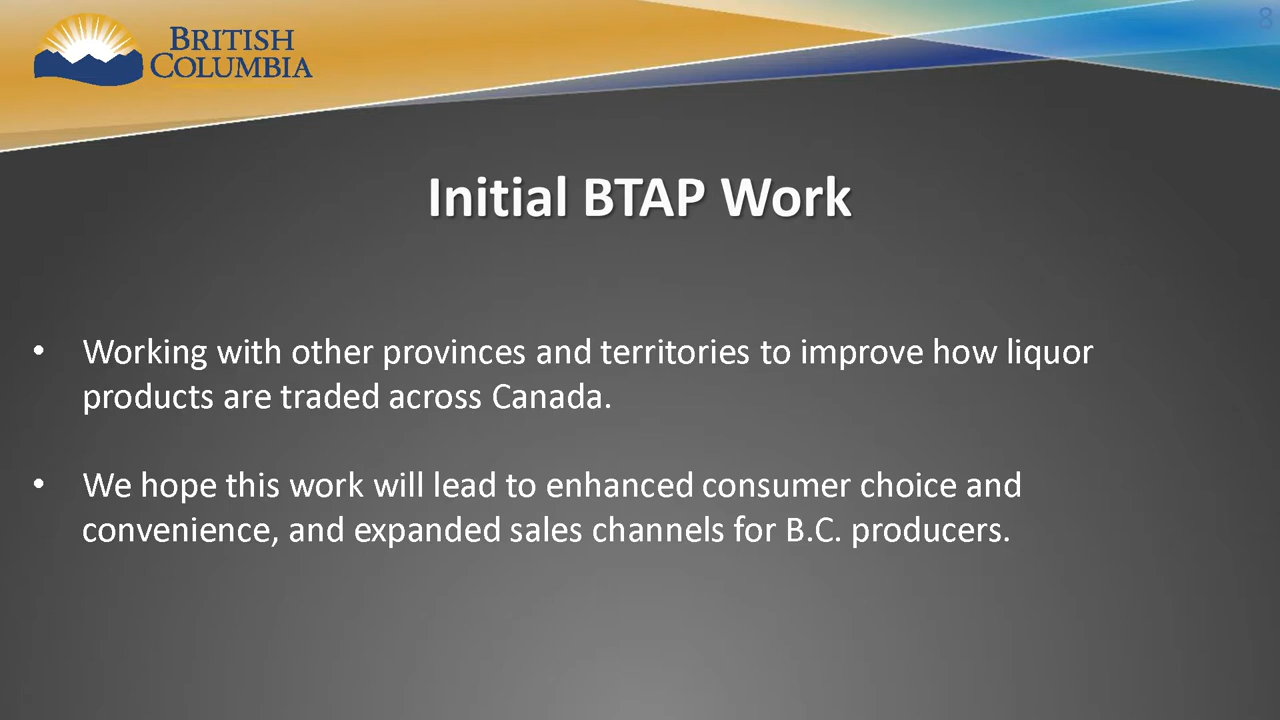 8
BRITISH
COLUMBIA
Initial BTAP Work
• Working with other provinces and territories to improve how liquor
products are traded across Canada.
• We hope this work will lead to enhanced consumer choice and
convenience, and expanded sales channels for B.C. producers.